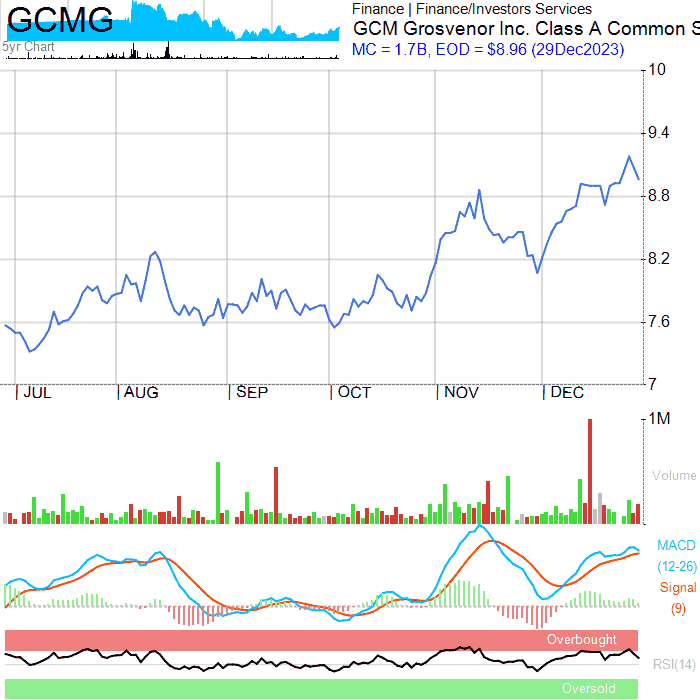 GCMG
5yr Chart
Finance | Finance/Investors Services
GCM Grosvenor Inc. Class A Common S
MC = 1.7B, EOD = $8.96 (29Dec2023)
10
9.4
8.8
8.2
7.6
7
JUL
AUG
SEP
OCT
NOV
DEC
1M
Volume
MACD
(12-26)
Signal
(9)
Overbought
RSI(14)
Oversold